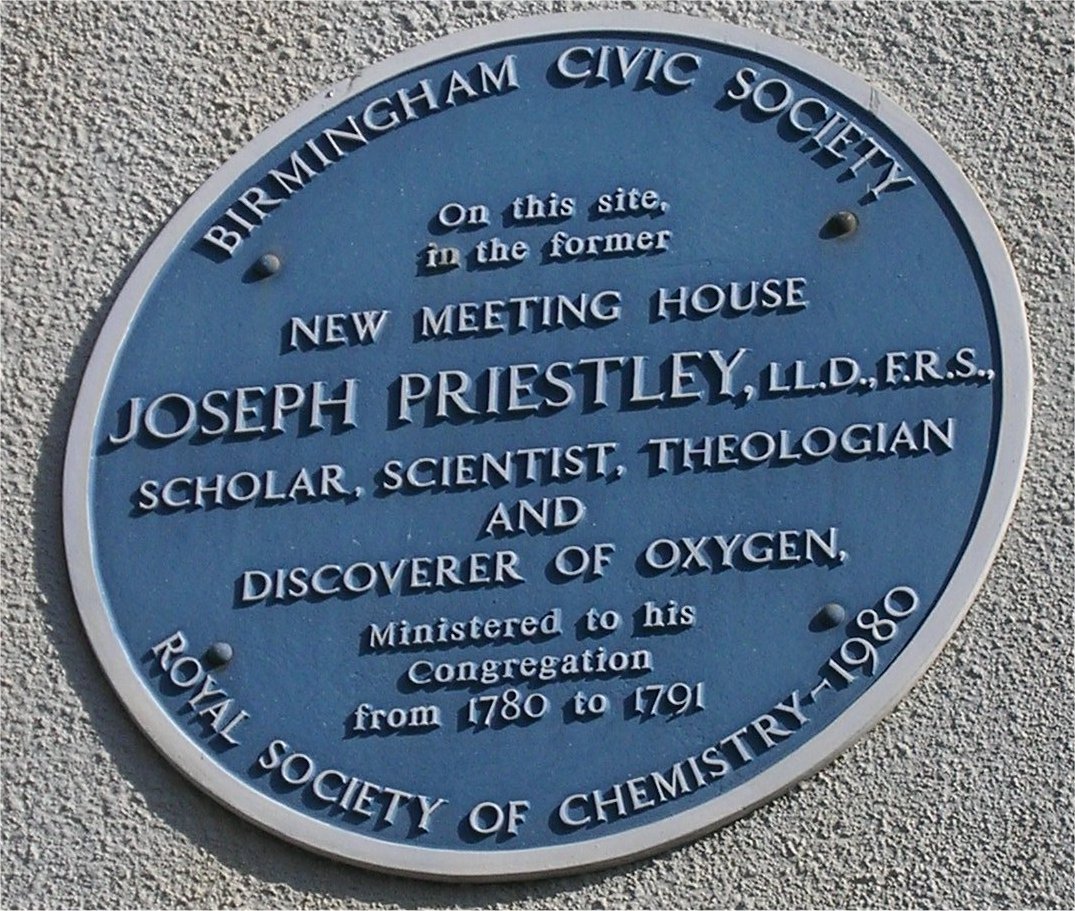 BIRMINGHAM CIVIC SOCIETY
On this site,
in the former
NEW MEETING HOUSE
JOSEPH PRIESTLEY, LL.D., F.R.S.,
SCHOLAR, SCIENTIST, THEOLOGIAN
AND
DISCOVERER OF OXYGEN,
Ministered to his
Congregation
from 1780 to 1791
ROYAL SOCIETY OF CHEMISTRY-1980